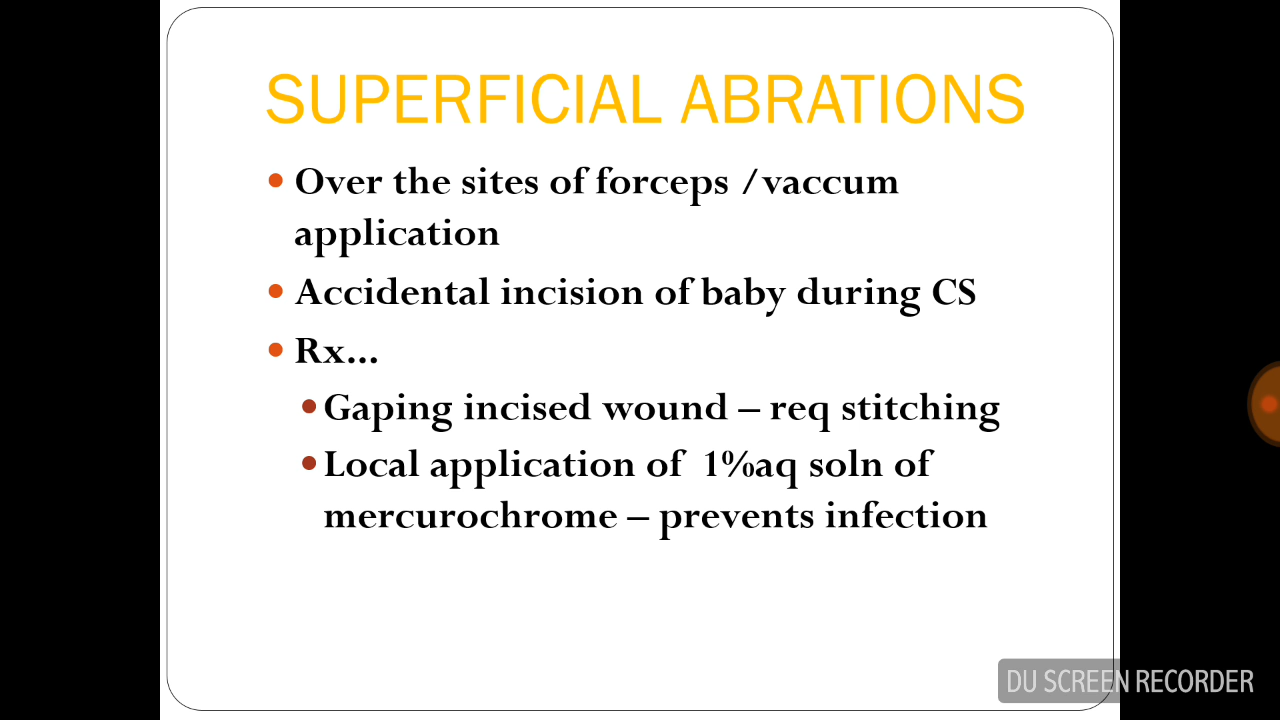 SUPERFICIAL ABRATIONS
Over the sites of forceps /vaccum
application
Accidental incision of baby during CS
Rx...
Gaping incised wound – req stitching
Local application of 1%aq soln of
mercurochrome – prevents infection
DU SCREEN RECORDER